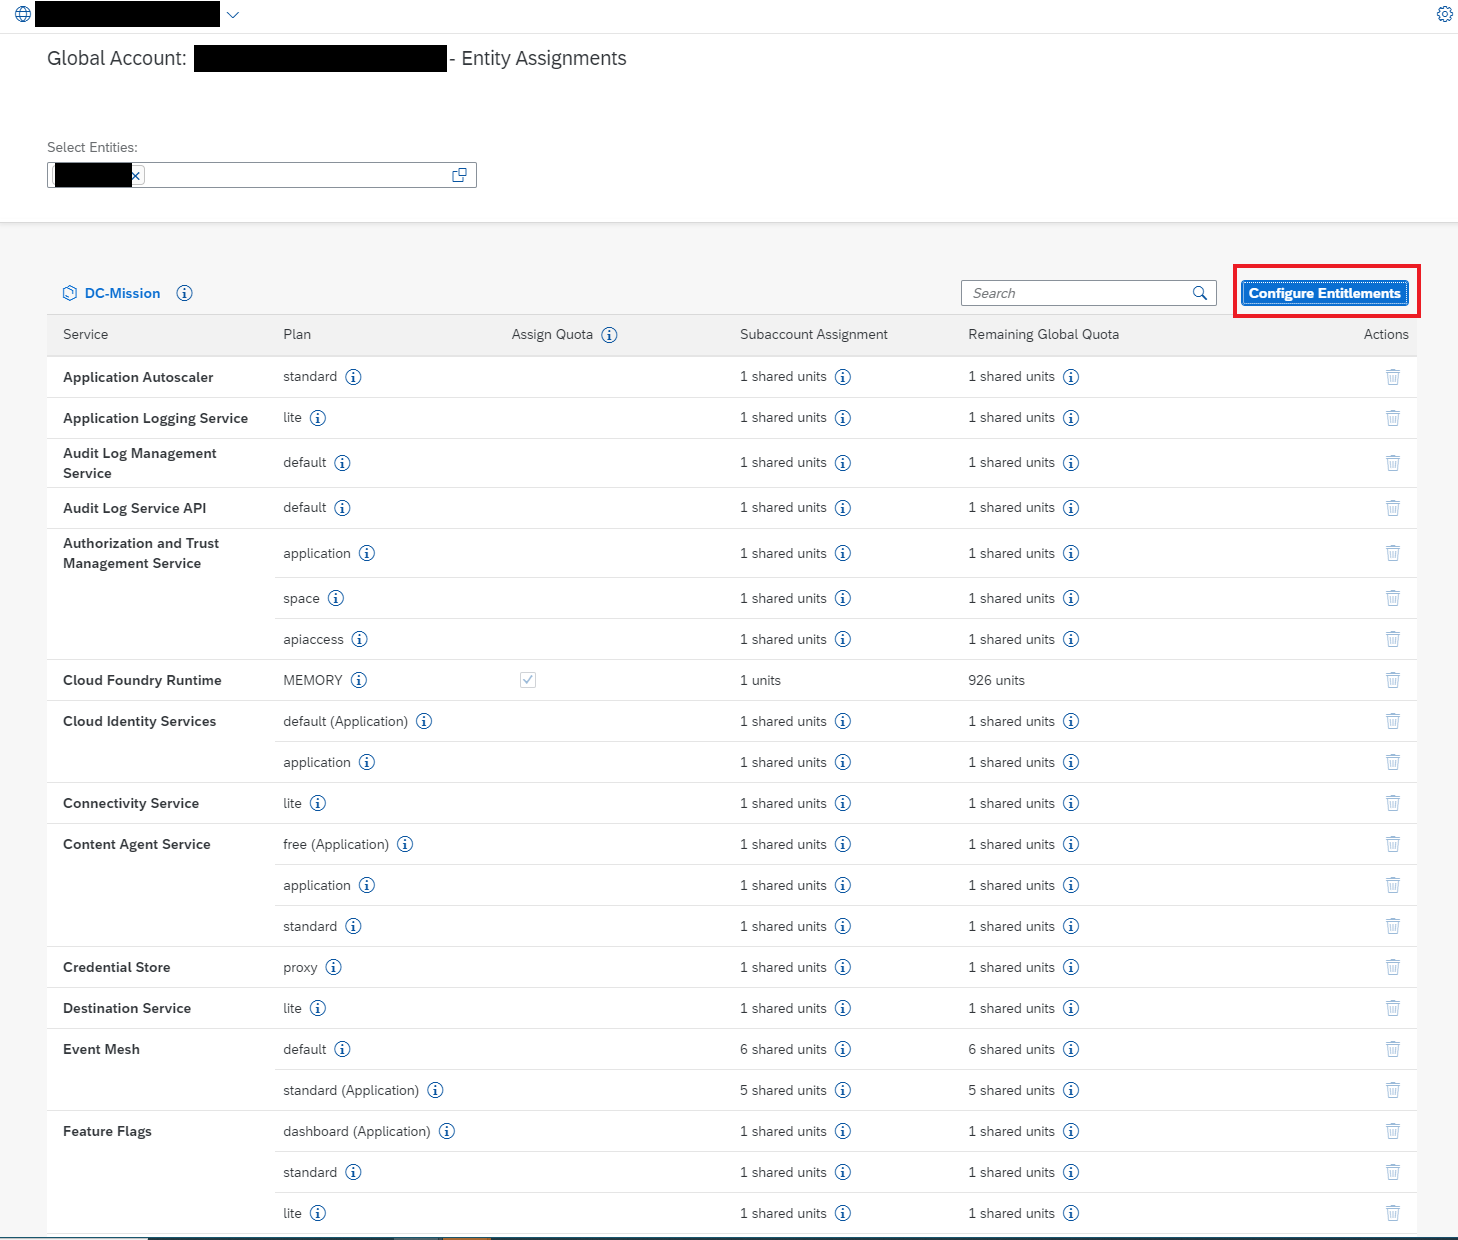 Global Account: - Entity Assignments
Select Entities:
DC-Mission
Search
Configure Entitlements
Service Plan Assign Quota Subaccount Assignment Remaining Global Quota Actions
Application Autoscaler standard 1 shared units 1 shared units
Application Logging Service lite 1 shared units 1 shared units
Audit Log Management
Service
default 1 shared units 1 shared units
Audit Log Service API default 1 shared units 1 shared units
Authorization and Trust
Management Service
application 1 shared units 1 shared units
space 1 shared units 1 shared units
apiaccess 1 shared units 1 shared units
Cloud Foundry Runtime MEMORY 1 units 926 units
Cloud Identity Services default (Application) 1 shared units 1 shared units
application 1 shared units 1 shared units
Connectivity Service lite 1 shared units 1 shared units
Content Agent Service free (Application) 1 shared units 1 shared units
application 1 shared units 1 shared units
standard 1 shared units 1 shared units
Credential Store proxy 1 shared units 1 shared units
Destination Service lite 1 shared units 1 shared units
Event Mesh default 6 shared units 6 shared units
standard (Application) 5 shared units 5 shared units
Feature Flags dashboard (Application) 1 shared units 1 shared units
standard 1 shared units 1 shared units
lite 1 shared units 1 shared units